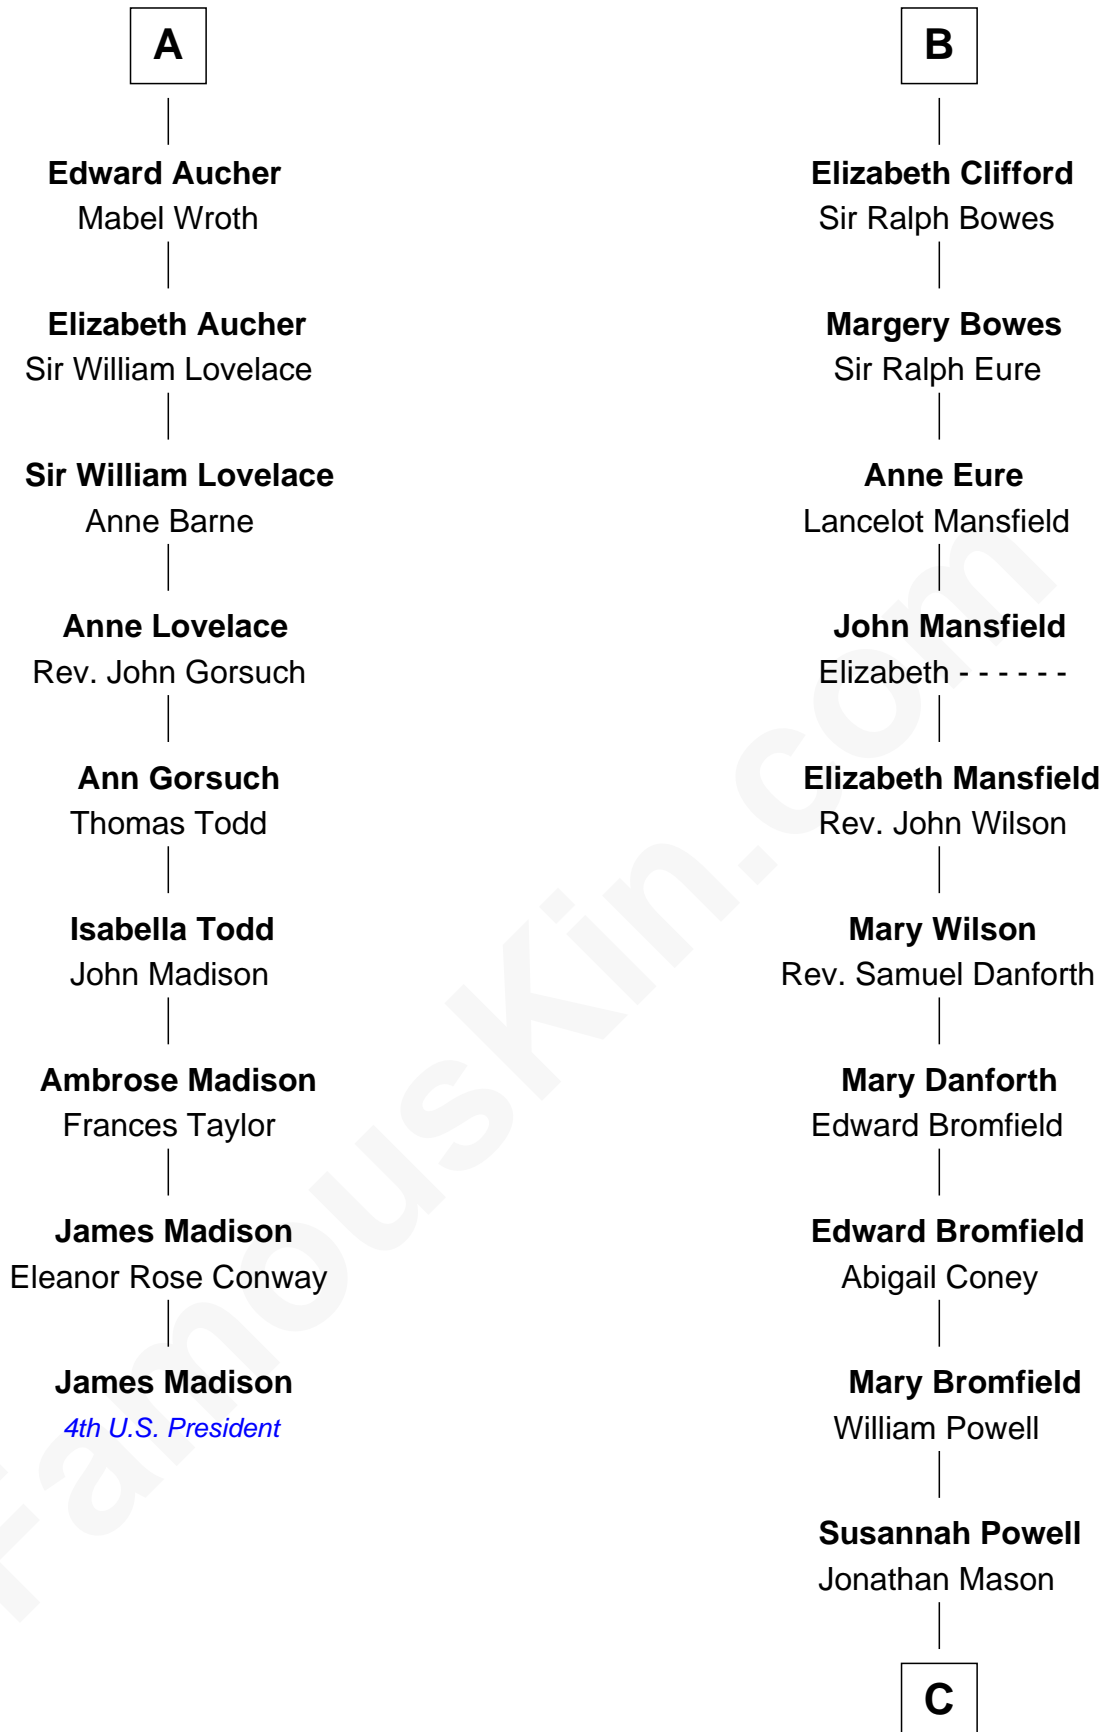 A
Edward Aucher
Mabel Wroth
Elizabeth Aucher
Sir William Lovelace
Sir William Lovelace
Anne Barne
Anne Lovelace
Rev. John Gorsuch
Ann Gorsuch
Thomas Todd
Isabella Todd
John Madison
Ambrose Madison
Frances Taylor
James Madison
Eleanor Rose Conway
James Madison
4th U.S. President
B
Elizabeth Clifford
Sir Ralph Bowes
Margery Bowes
Sir Ralph Eure
Anne Eure
Lancelot Mansfield
John Mansfield
Elizabeth - - - - - -
Elizabeth Mansfield
Rev. John Wilson
Mary Wilson
Rev. Samuel Danforth
Mary Danforth
Edward Bromfield
Edward Bromfield
Abigail Coney
Mary Bromfield
William Powell
Susannah Powell
Jonathan Mason
C
FamousKin.com